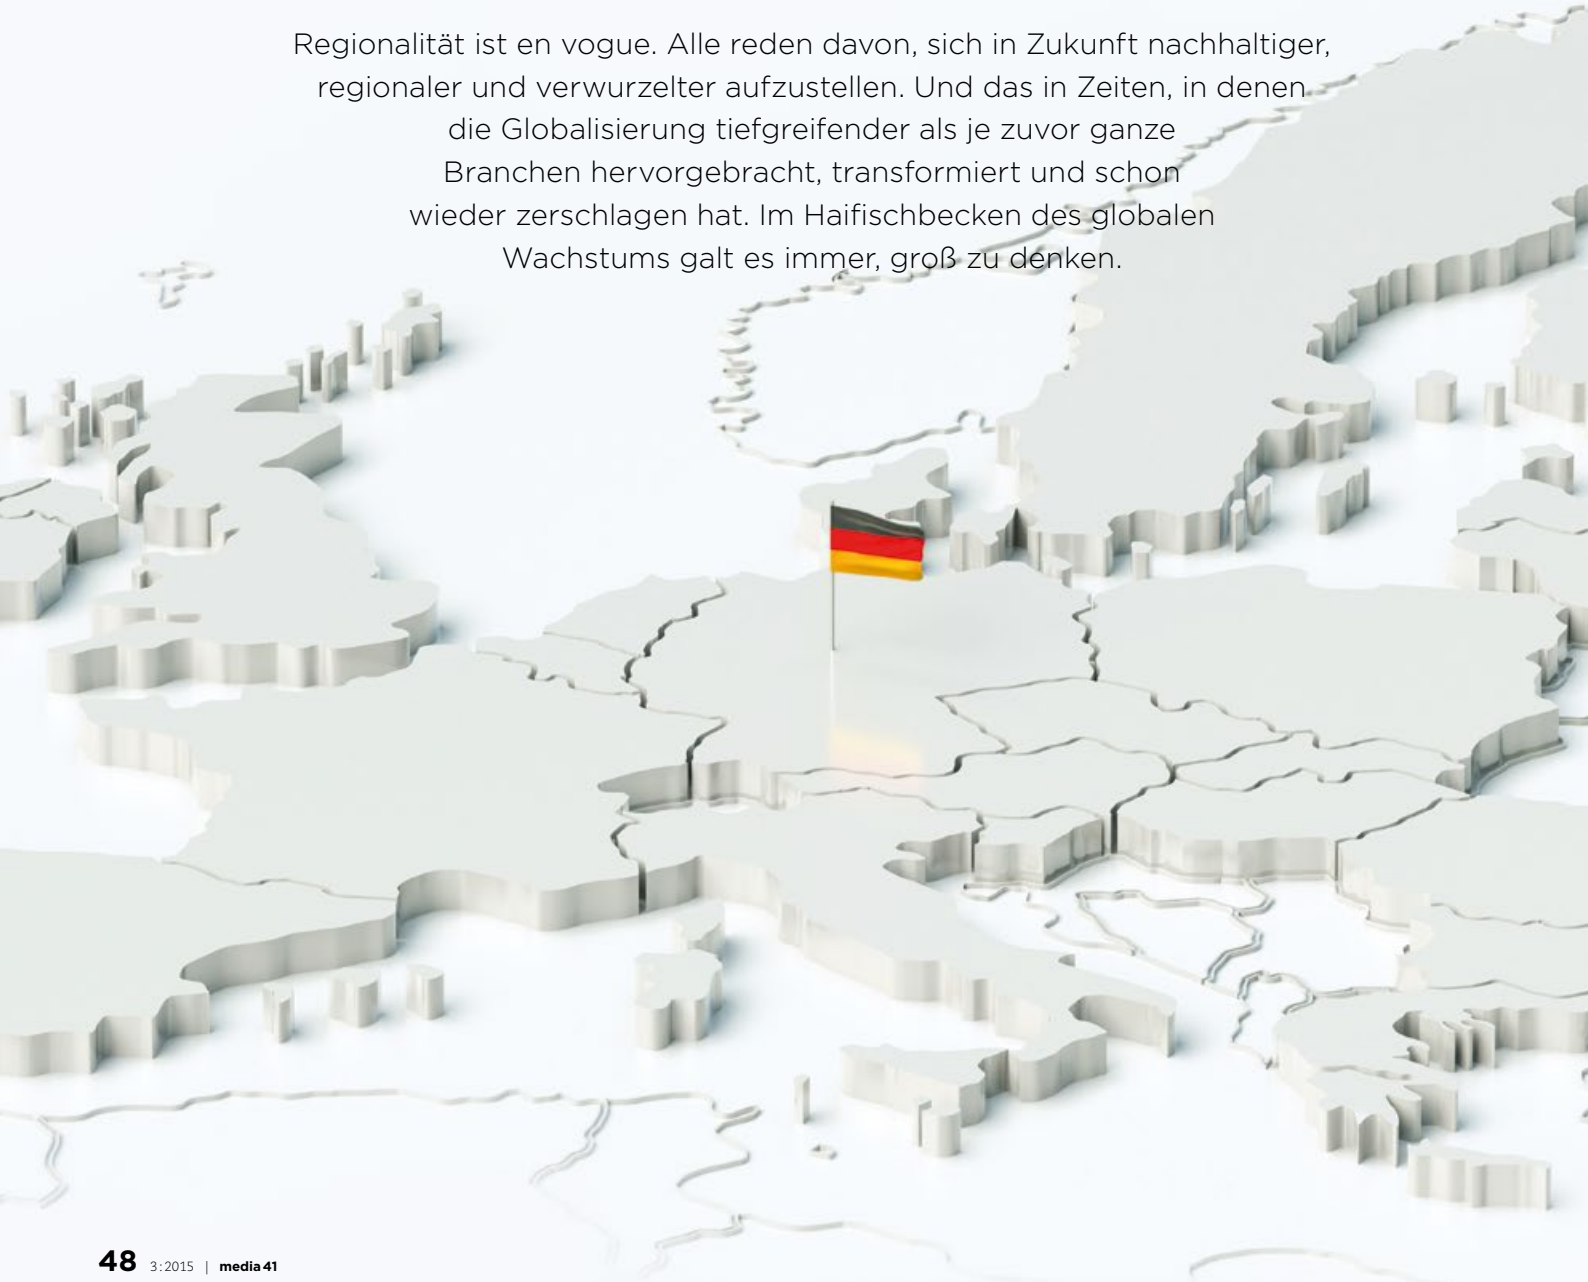 Regionalität ist en vogue. Alle reden davon, sich in Zukunft nachhaltiger,
regionaler und verwurzelter aufzustellen. Und das in Zeiten, in denen
die Globalisierung tiefgreifender als je zuvor ganze
Branchen hervorgebracht, transformiert und schon
wieder zerschlagen hat. Im Haifischbecken des globalen
Wachstums galt es immer, groß zu denken.
48 3:2015 | media41